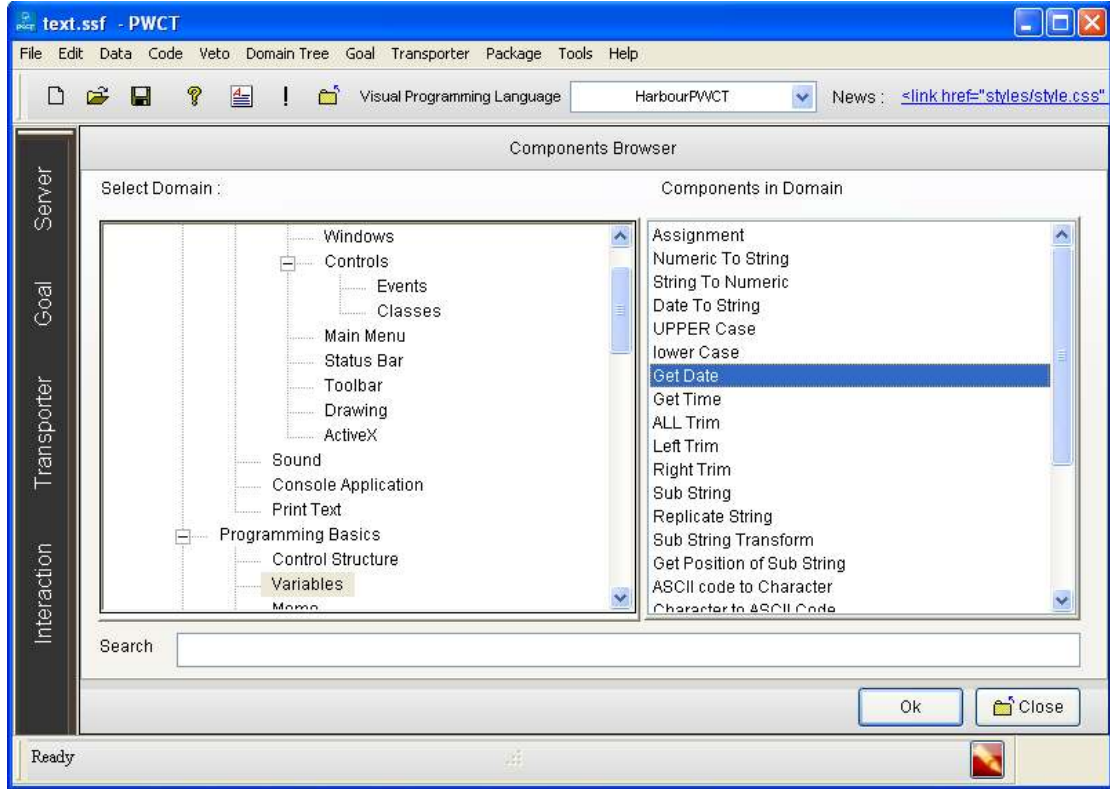 text.ssf - PWCT
File Edit Data Code Veto Domain Tree Goal Transporter Package Tools Help
Visual Programming Language HarbourPWCT News : <link href="styles/style.css"
Components Browser
Server
Goal
Transporter
Interaction
Select Domain :
Windows
Controls
Events
Classes
Main Menu
Status Bar
Toolbar
Drawing
ActiveX
Sound
Console Application
Print Text
Programming Basics
Control Structure
Variables
Memo
Components in Domain
Assignment
Numeric To String
String To Numeric
Date To String
UPPER Case
lower Case
Get Date
Get Time
ALL Trim
Left Trim
Right Trim
Sub String
Replicate String
Sub String Transform
Get Position of Sub String
ASCII code to Character
Character to ASCII Code
Search
Ok Close
Ready